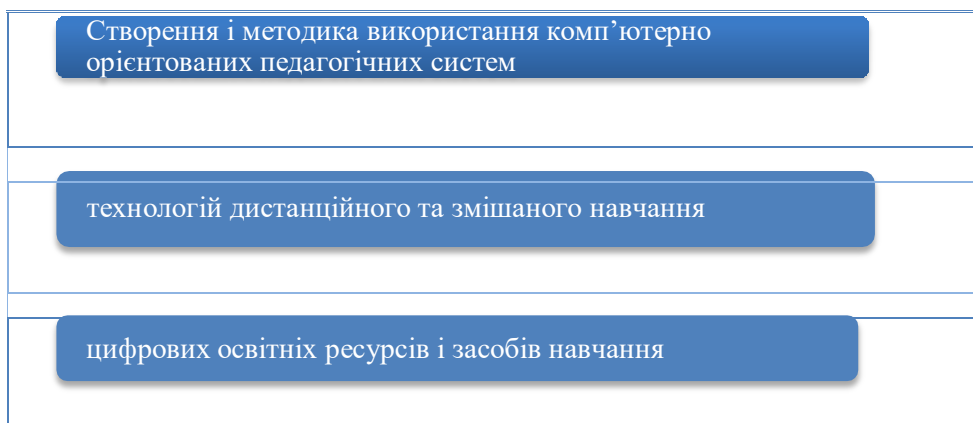 Створення і методика використання комп’ютерно
орієнтованих педагогічних систем
технологій дистанційного та змішаного навчання
цифрових освітніх ресурсів і засобів навчання